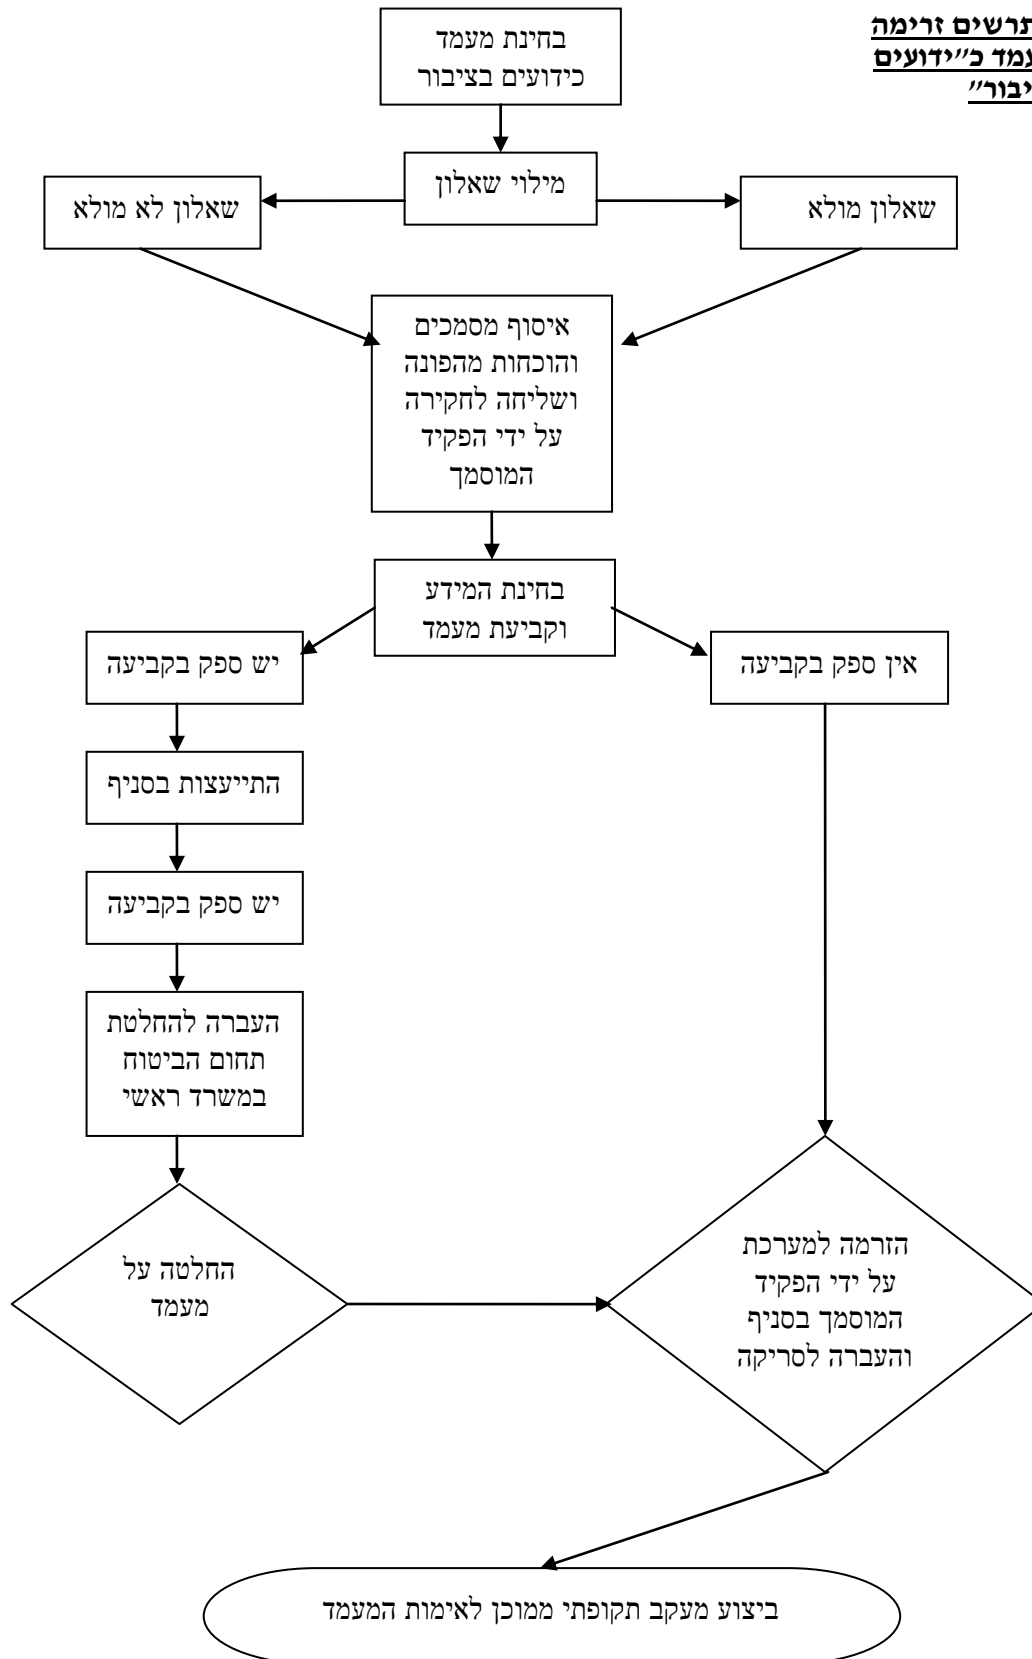 תרשים זרימה
כ"ידועים
בחינת מעמד
כידועים בציבור
מילוי שאלון
שאלון מולא
שאלון לא מולא
איסוף מסמכים
והוכחות מהפונה
ושליחה לחקירה
על ידי הפקיד
המוסמך
בחינת המידע
וקביעת מעמד
אין ספק בקביעה
יש ספק בקביעה
התייעצות בסניף
יש ספק בקביעה
העברה להחלטת
תחום הביטוח
במשרד ראשי
החלטה על
מעמד
הזרמה למערכת
על ידי הפקיד
המוסמך בסניף
והעברה לסריקה
ביצוע מעקב תקופתי ממוכן לאימות המעמד